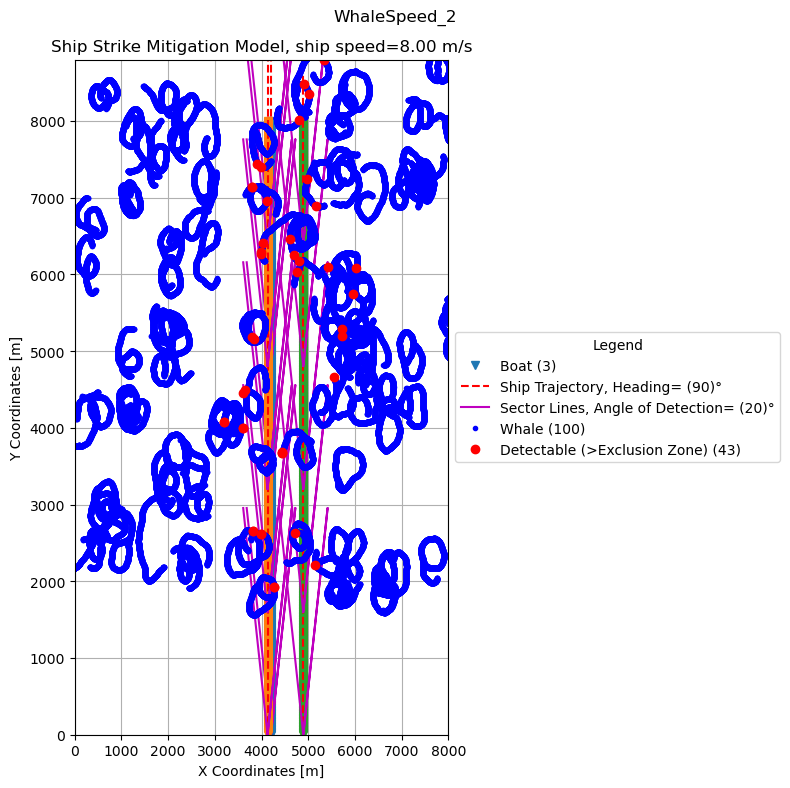 WhaleSpeed_2
Ship Strike Mitigation Model, ship speed=8.00 m/s
8000
7000
6000
5000
4000
3000
2000
1000
0
Y Coordinates [m]
0 1000 2000 3000 4000 5000 6000 7000 8000
X Coordinates [m]
Legend
Boat (3)
Ship Trajectory, Heading= (90)°
Sector Lines, Angle of Detection= (20)°
Whale (100)
Detectable (>Exclusion Zone) (43)